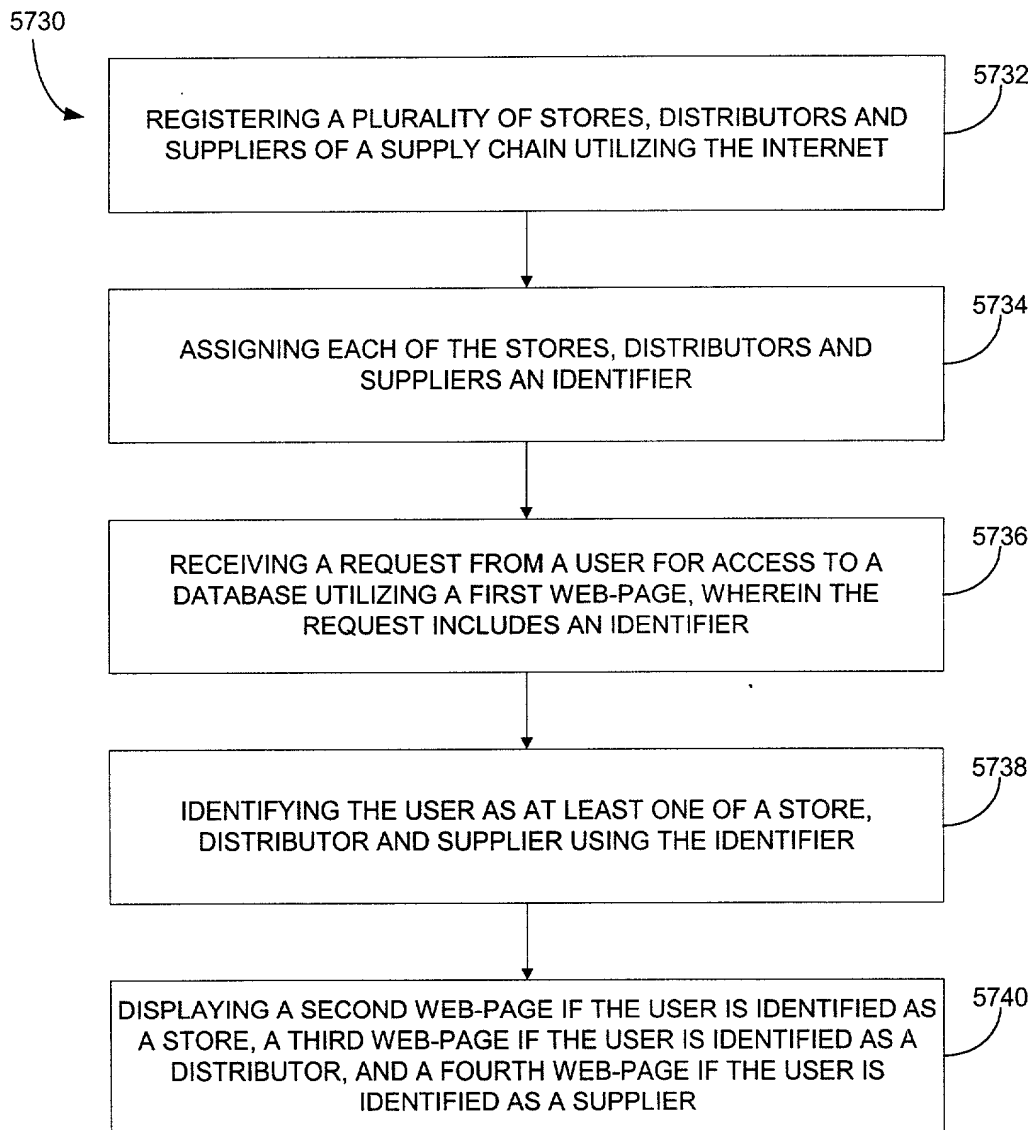 5730
5732
REGISTERING A PLURALITY OF STORES, DISTRIBUTORS AND
SUPPLIERS OF A SUPPLY CHAIN UTILIZING THE INTERNET
5734
ASSIGNING EACH OF THE STORES, DISTRIBUTORS AND
SUPPLIERS AN IDENTIFIER
5736
RECEIVING A REQUEST FROM A USER FOR ACCESS TO A
DATABASE UTILIZING A FIRST WEB-PAGE, WHEREIN THE
REQUEST INCLUDES AN IDENTIFIER
5738
IDENTIFYING THE USER AS AT LEAST ONE OF A STORE,
DISTRIBUTOR AND SUPPLIER USING THE IDENTIFIER
5740
DISPLAYING A SECOND WEB-PAGE IF THE USER IS IDENTIFIED AS
A STORE, A THIRD WEB-PAGE IF THE USER IS IDENTIFIED AS A
DISTRIBUTOR, AND A FOURTH WEB-PAGE IF THE USER IS
IDENTIFIED AS A SUPPLIER